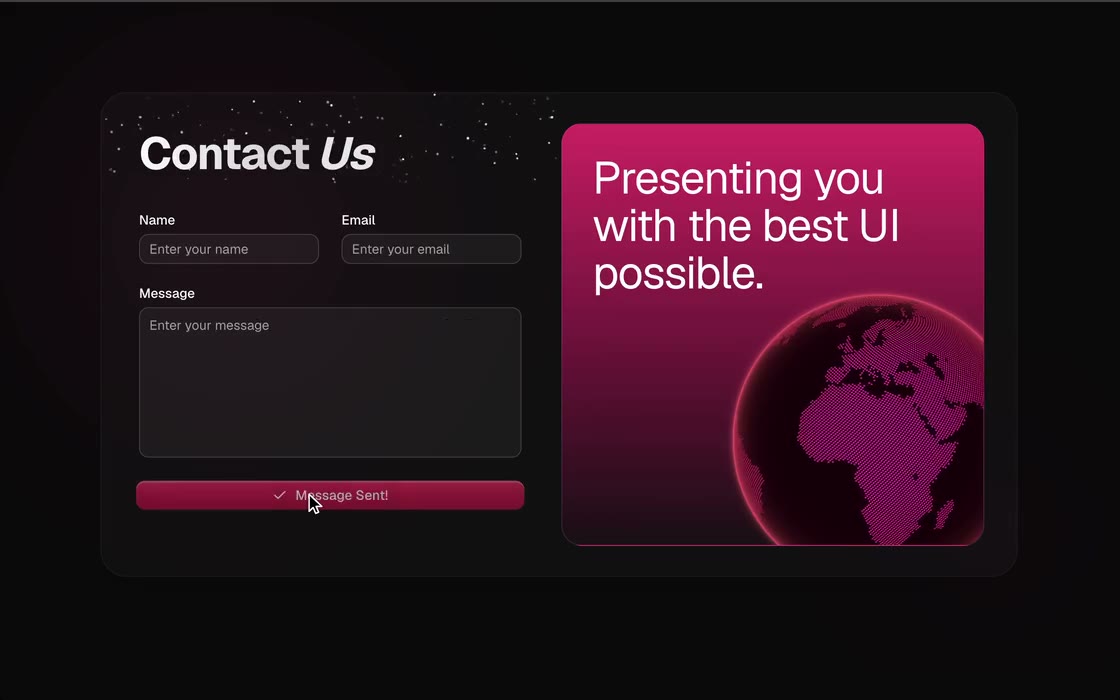 Contact Us
Name
Email
Enter your name
Enter your email
Message
Enter your message
Message Sent!
Presenting you
with the best UI
possible.